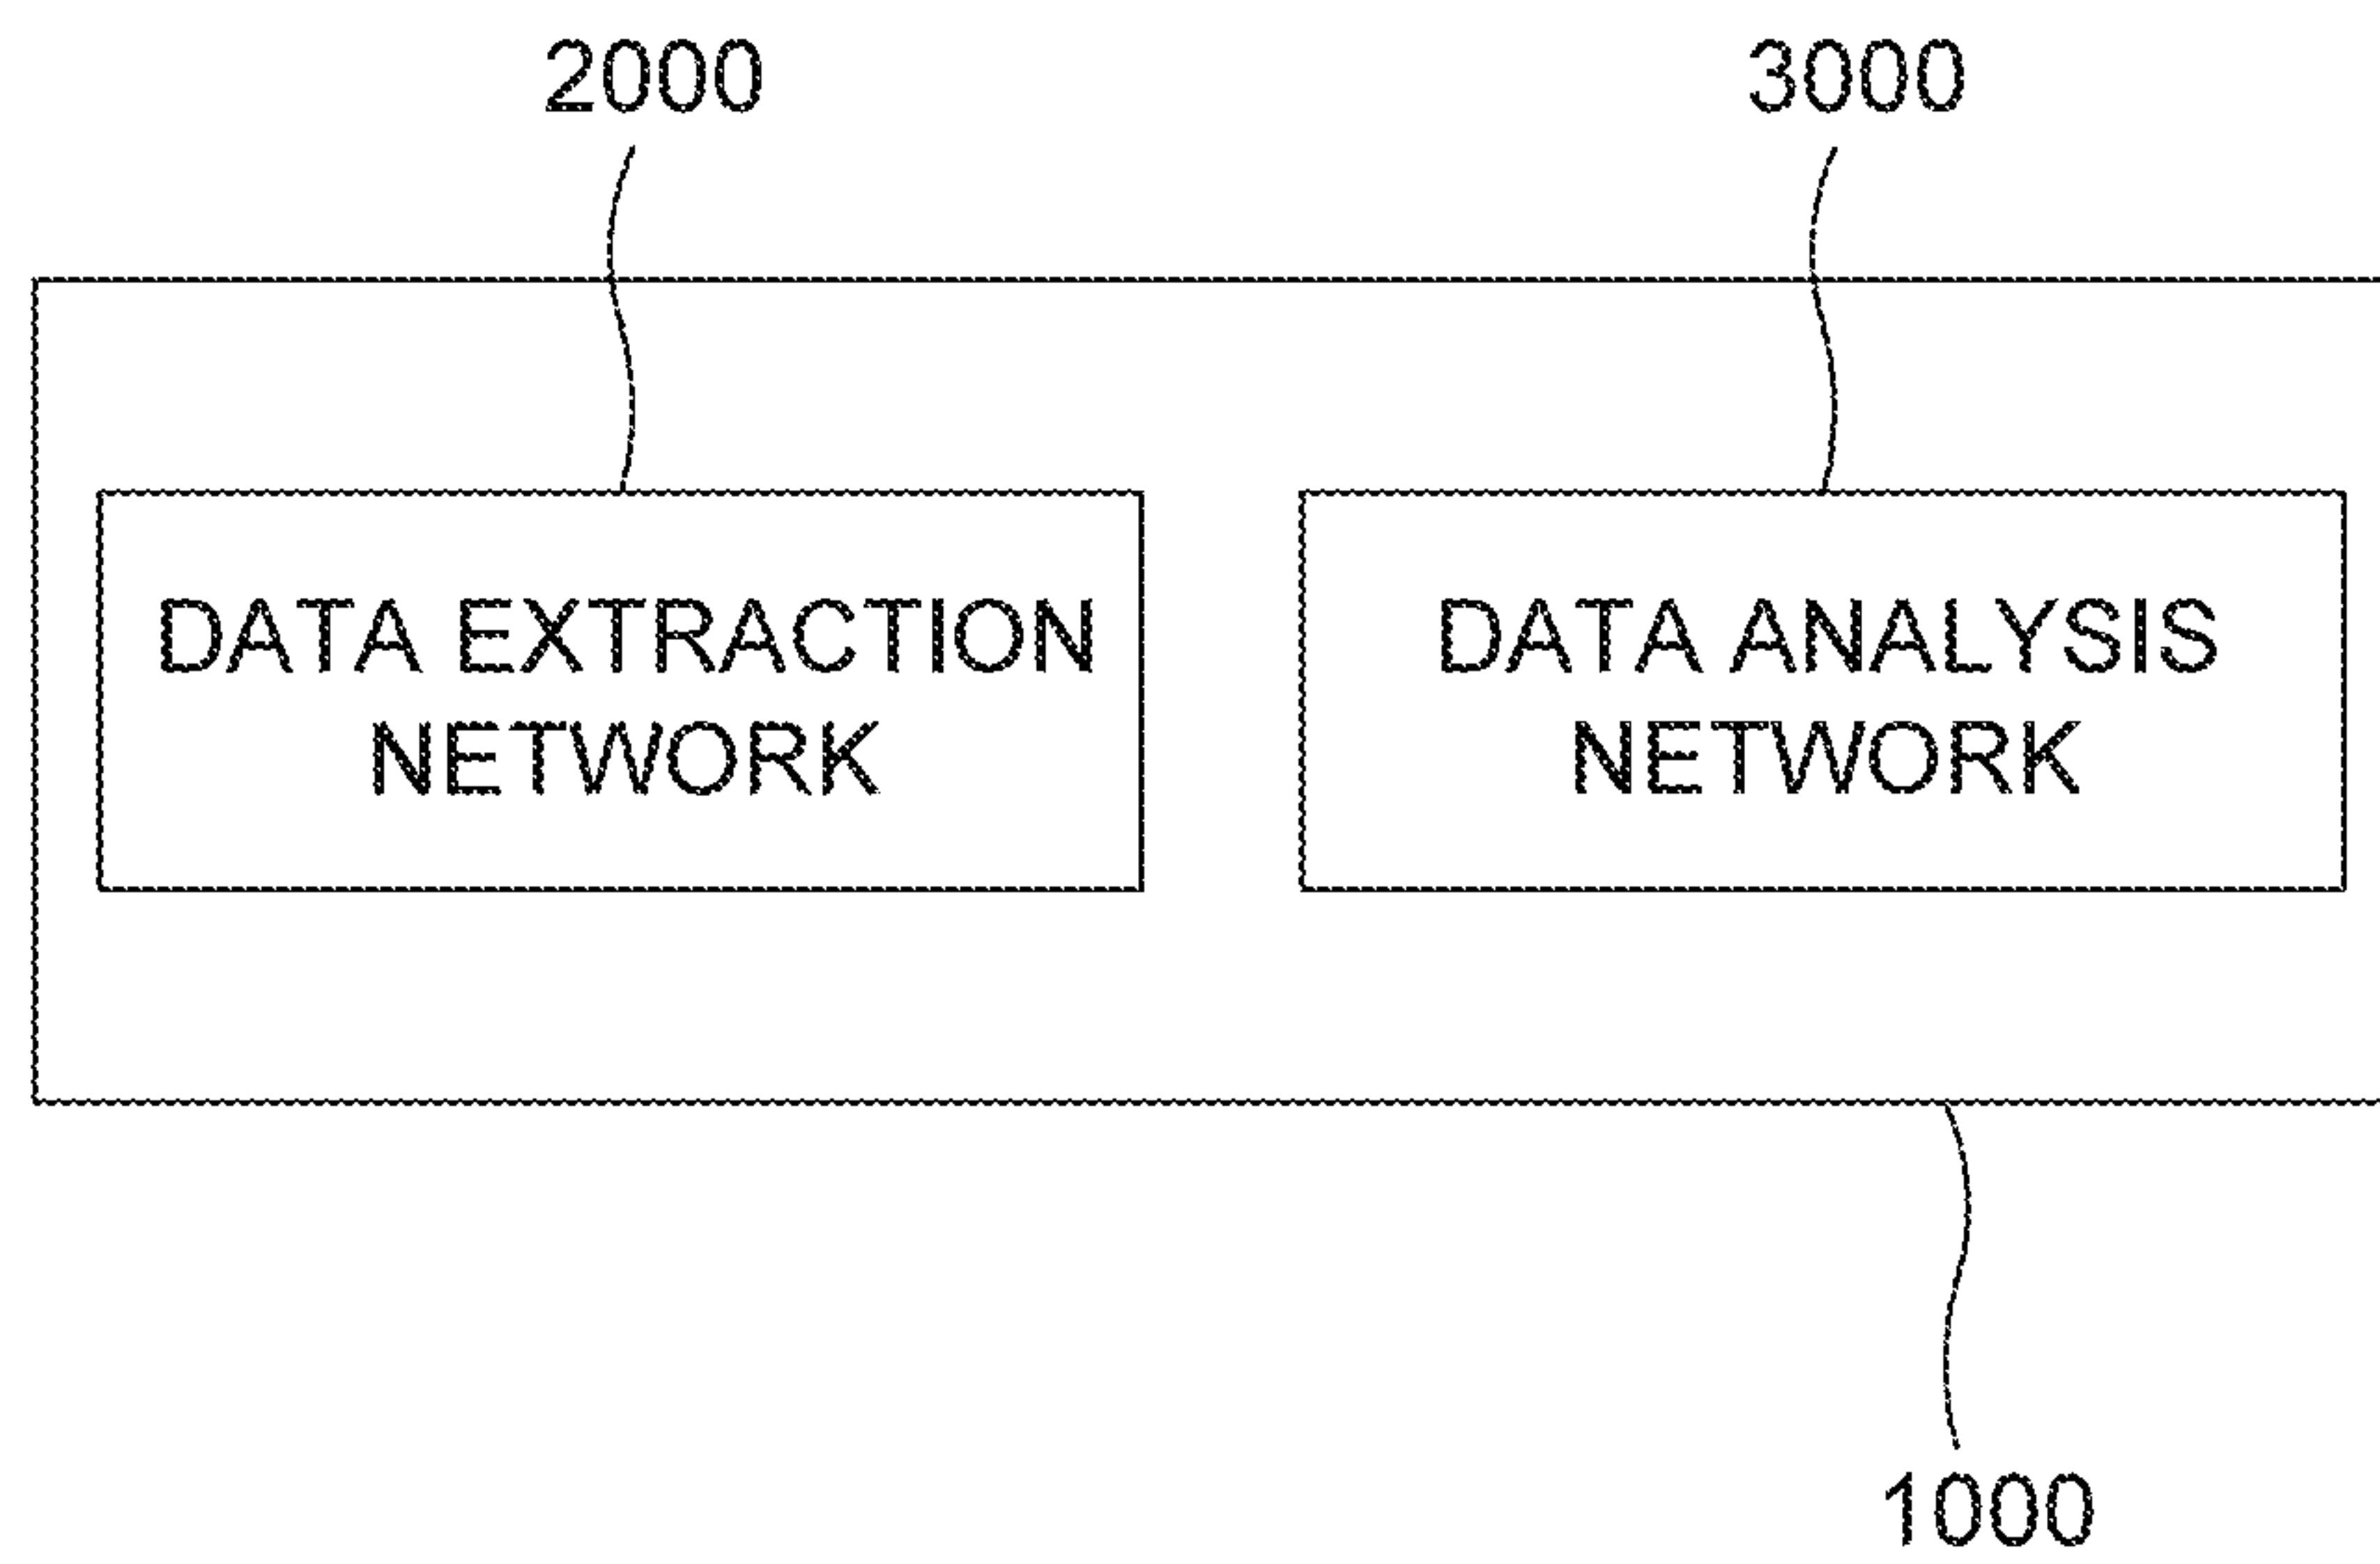 2000
3000
DATA EXTRACTION
NETWORK
DATA ANALYSIS
NETWORK
1000